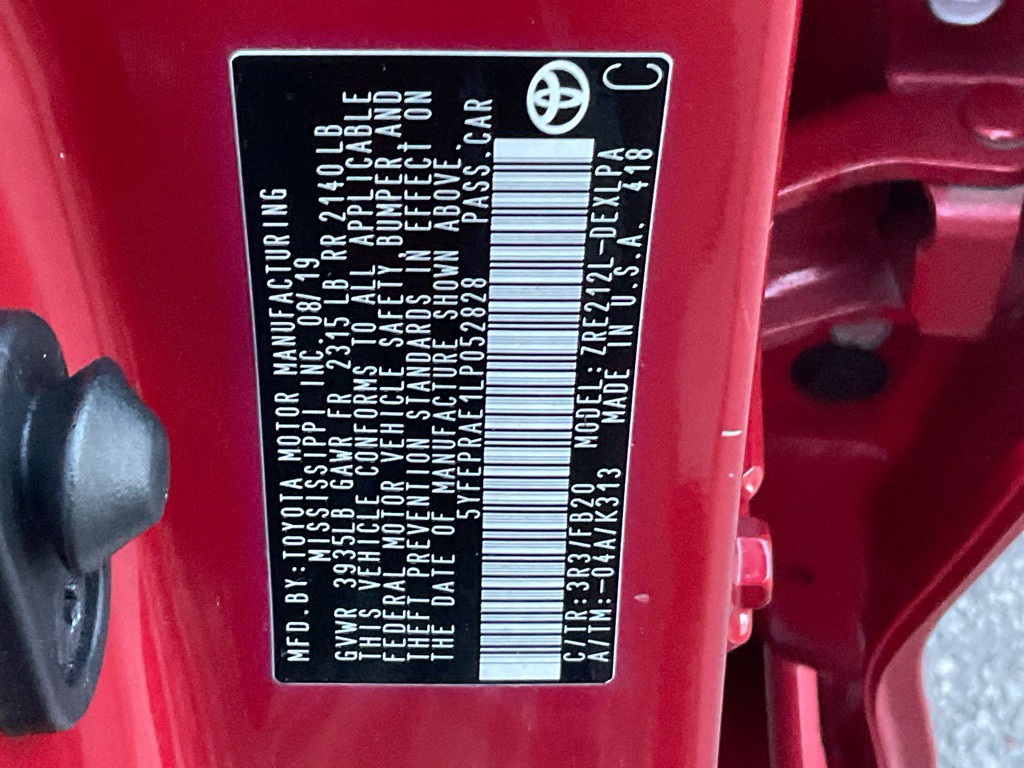 MFD.BY:TOYOTA MOTOR MANUFACTURING
MISSISSIPPI INC. 08/19
GVWR 3935LB GAWR FR 2315 LB RR 2140LB
THIS VEHICLE CONFORMS TO ALL APPLICABLE
FEDERAL MOTOR VEHICLE SAFETY, BUMPER,AND
THEFT PREVENTION STANDARDS IN EFFECT ON
THE DATE OF MANUFACTURE SHOWN ABOVE.
5YFEPRAE1LP052828 PASS.CAR
C/TR:3R3/FB20 MODEL:ZRE212L-DEXLPA
A/TM:-04A/K313 MADE IN U.S.A. 418
C